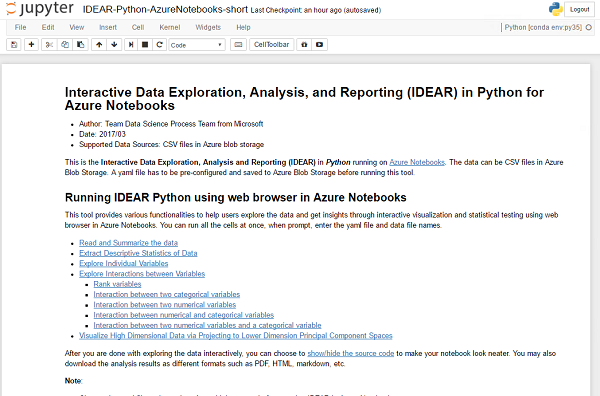 jupyter IDEAR-Python-AzureNotebooks-short Last Checkpoint: an hour ago (autosaved) Logout
File Edit View Insert Cell Kernel Widgets Help Python [conda env:py35]
Code CellToolbar
Interactive Data Exploration, Analysis, and Reporting (IDEAR) in Python for
Azure Notebooks
• Author: Team Data Science Process Team from Microsoft
• Date: 2017/03
• Supported Data Sources: CSV files in Azure blob storage
This is the Interactive Data Exploration, Analysis and Reporting (IDEAR) in Python running on Azure Notebooks. The data can be CSV files in Azure
Blob Storage. A yaml file has to be pre-configured and saved to Azure Blob Storage before running this tool.
Running IDEAR Python using web browser in Azure Notebooks
This tool provides various functionalities to help users explore the data and get insights through interactive visualization and statistical testing using web
browser in Azure Notebooks. You can run all the cells at once, when prompt, enter the yaml file and data file names.
• Read and Summarize the data
• Extract Descriptive Statistics of Data
• Explore Individual Variables
• Explore Interactions between Variables
▪ Rank variables
▪ Interaction between two categorical variables
▪ Interaction between two numerical variables
▪ Interaction between numerical and categorical variables
▪ Interaction between two numerical variables and a categorical variable
• Visualize High Dimensional Data via Projecting to Lower Dimension Principal Component Spaces
After you are done with exploring the data interactively, you can choose to show/hide the source code to make your notebook look neater. You may also
download the analysis results as different formats such as PDF, HTML, markdown, etc.
Note: